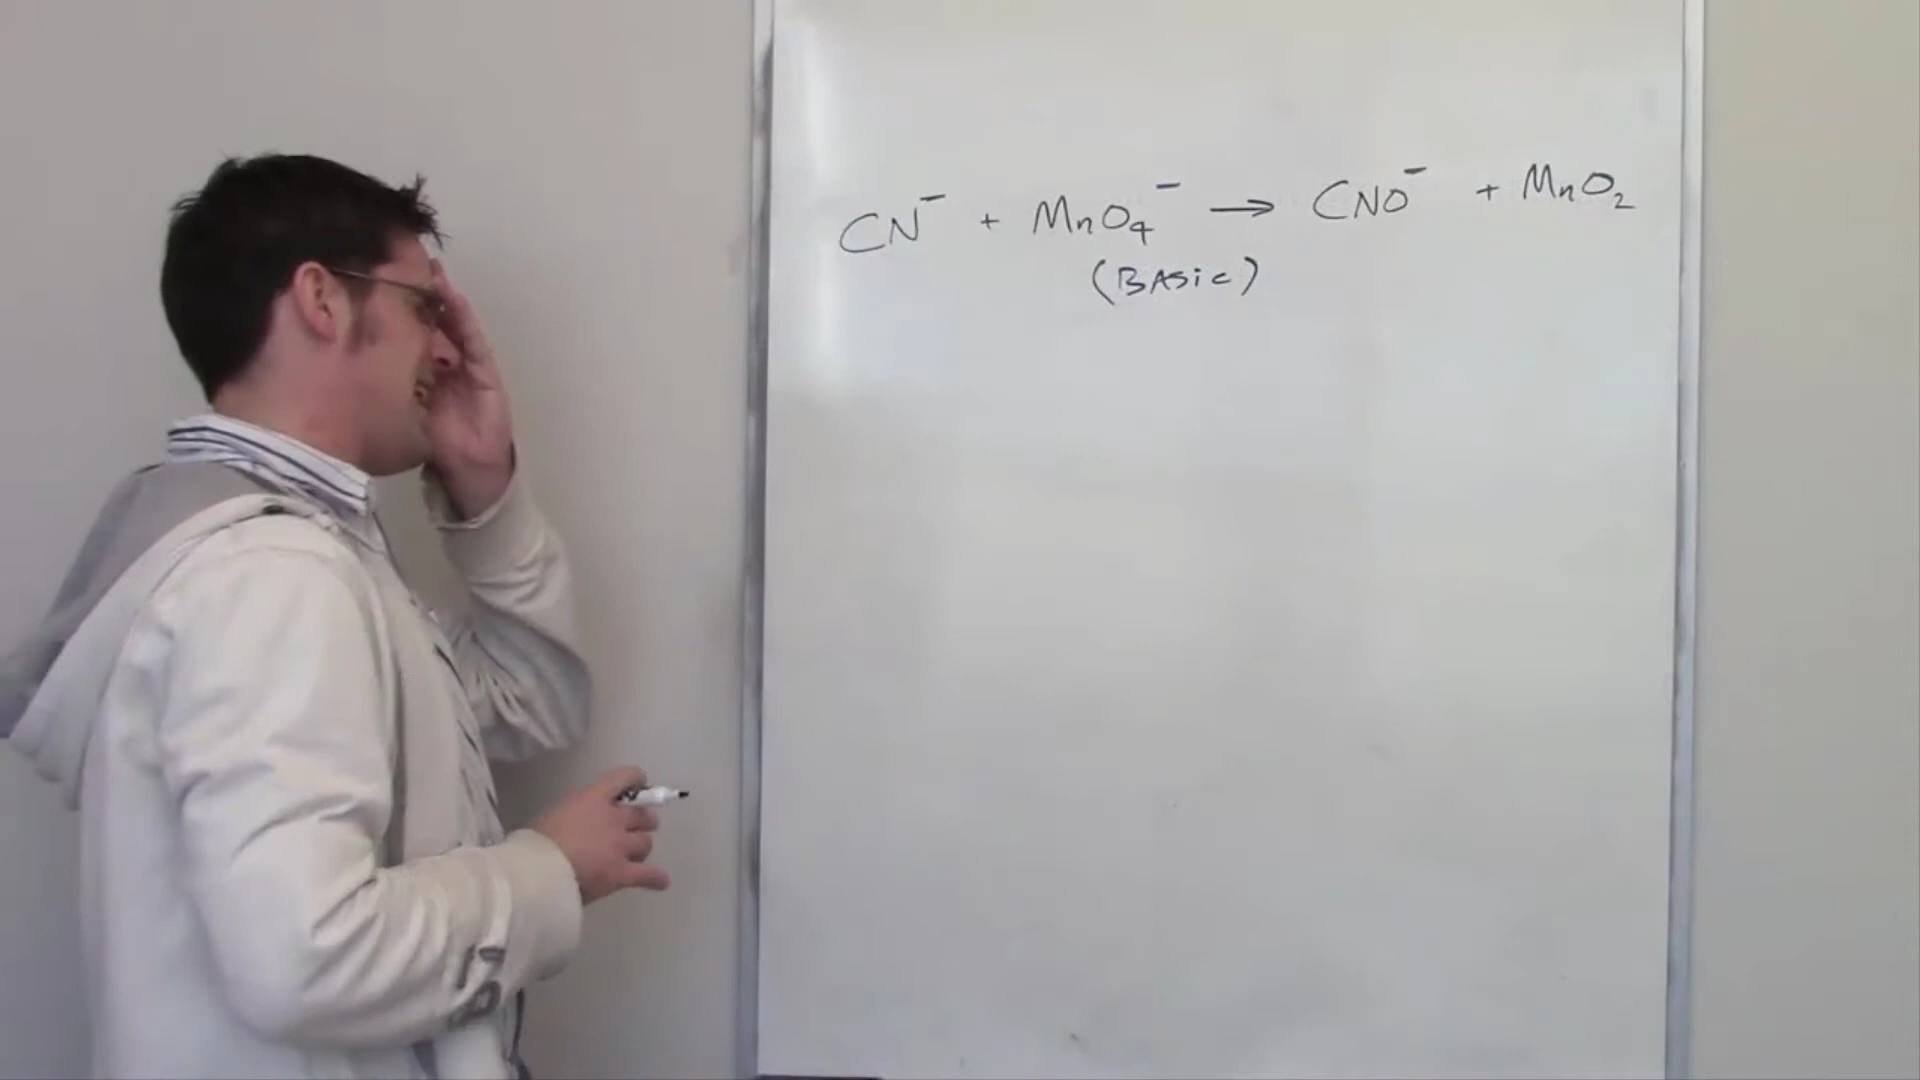 CN⁻ + MnO₄⁻ → CNO⁻ + MnO₂
(BASic)